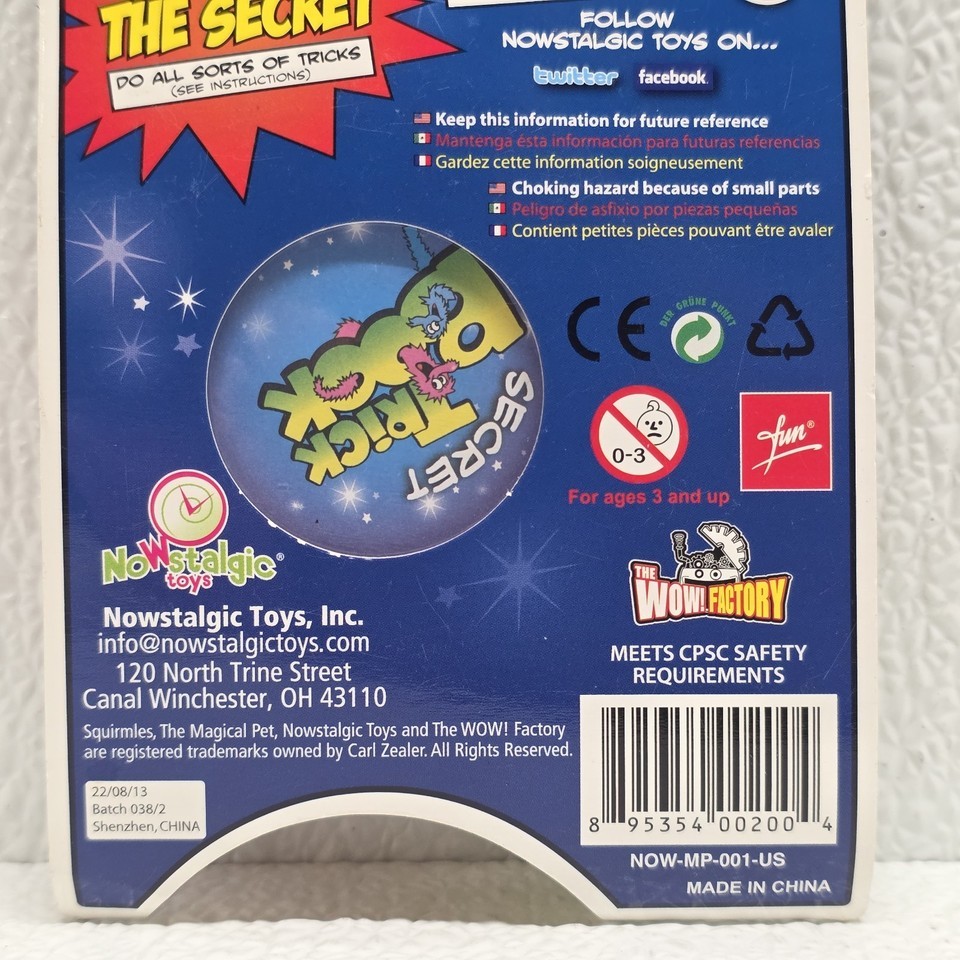 THE SECRET
DO ALL SORTS OF TRICKS
(SEE INSTRUCTIONS)
FOLLOW
NOWSTALGIC TOYS ON...
twitter facebook
Keep this information for future reference
Mantenga ésta información para futuras referencias
Gardez cette information soigneusement
Choking hazard because of small parts
Peligro de asfixio por piezas pequeñas
Contient petites pièces pouvant être avaler
SECRET
TRiCK
BOOK
CE
DER GRÜNE PUNKT
0-3
For ages 3 and up
fun®
NoWstalgic®
toys
Nowstalgic Toys, Inc.
info@nowstalgictoys.com
120 North Trine Street
Canal Winchester, OH 43110
Squirmles, The Magical Pet, Nowstalgic Toys and The WOW! Factory
are registered trademarks owned by Carl Zealer. All Rights Reserved.
22/08/13
Batch 038/2
Shenzhen, CHINA
THE
WOW! FACTORY
MEETS CPSC SAFETY
REQUIREMENTS
8 95354 00200 4
NOW-MP-001-US
MADE IN CHINA